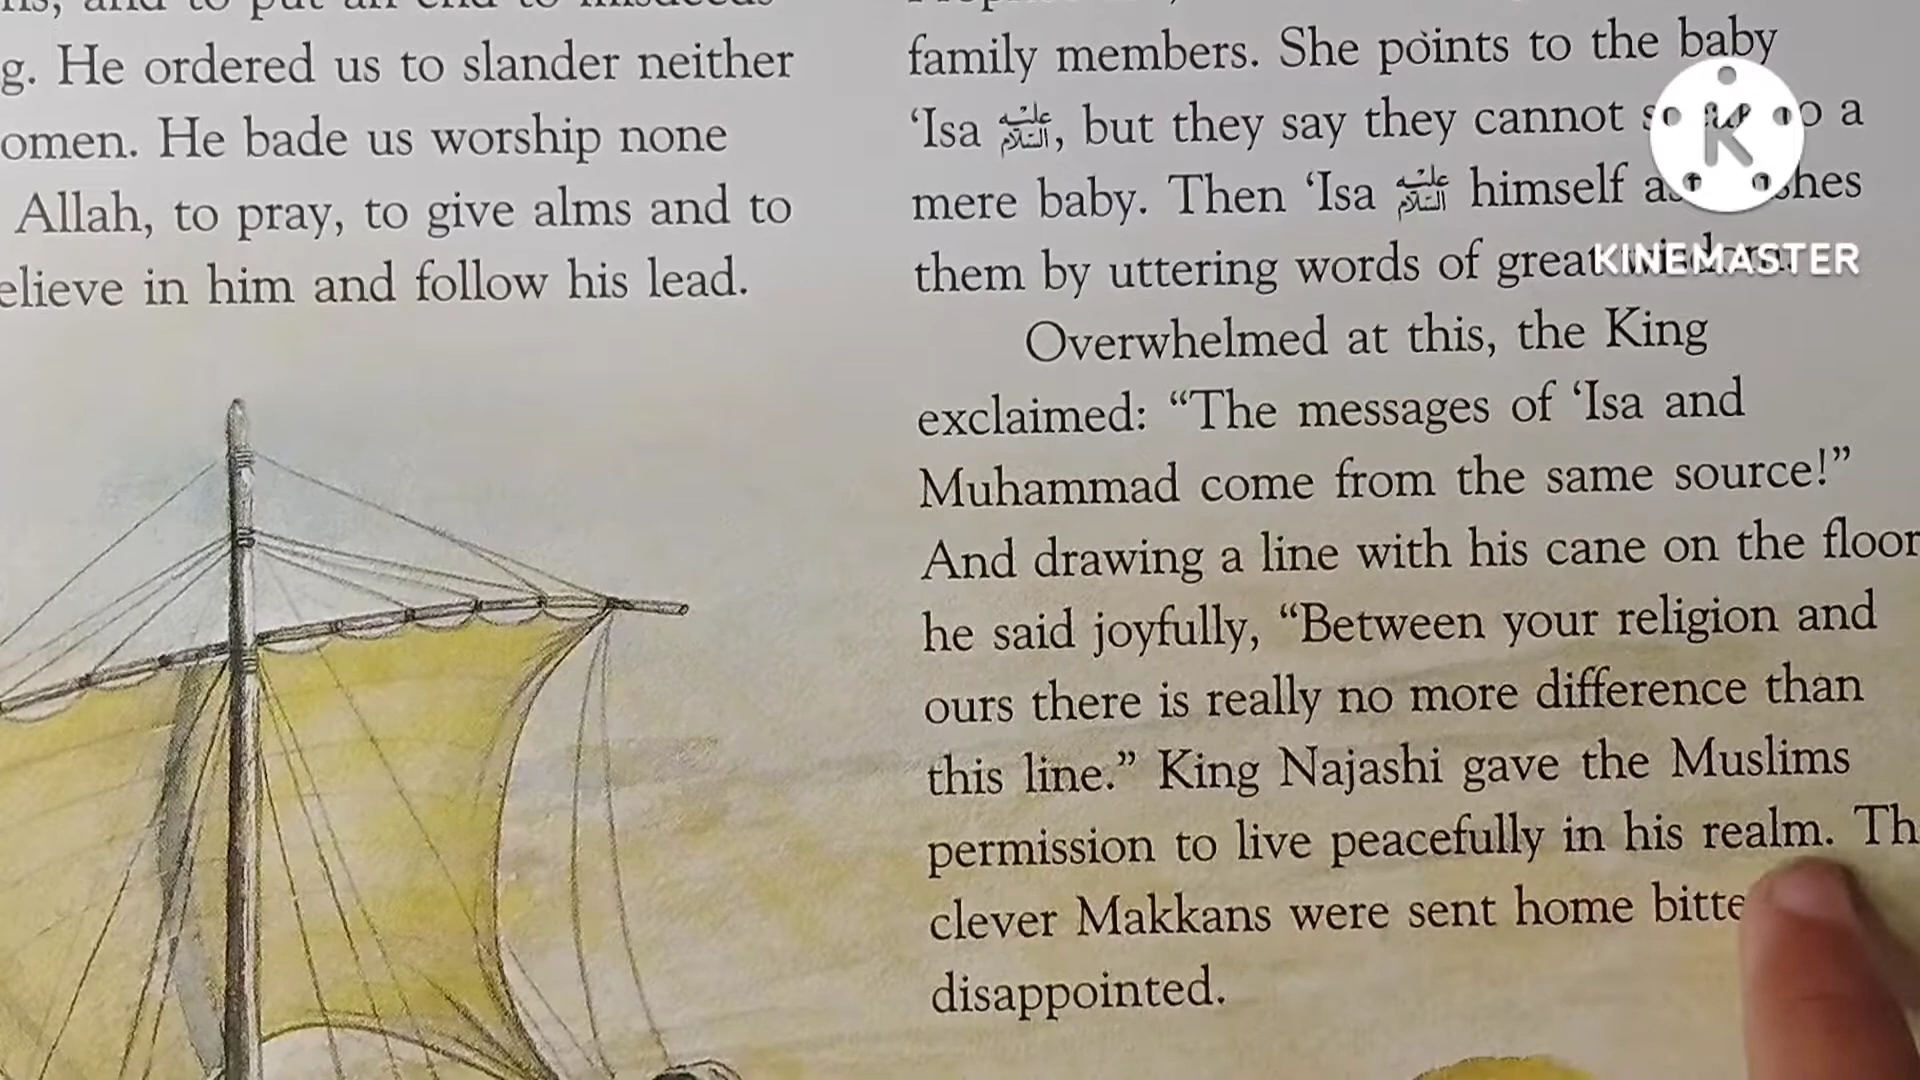 g. He ordered us to slander neither
omen. He bade us worship none
Allah, to pray, to give alms and to
elieve in him and follow his lead.
family members. She points to the baby
‘Isa عليه السلام, but they say they cannot to a
mere baby. Then ‘Isa عليه السلام himself
them by uttering words of great
Overwhelmed at this, the King
exclaimed: “The messages of ‘Isa and
Muhammad come from the same source!”
And drawing a line with his cane on the floor
he said joyfully, “Between your religion and
ours there is really no more difference than
this line.” King Najashi gave the Muslims
permission to live peacefully in his realm. Th
clever Makkans were sent home bitte
disappointed.
K
KINEMASTER